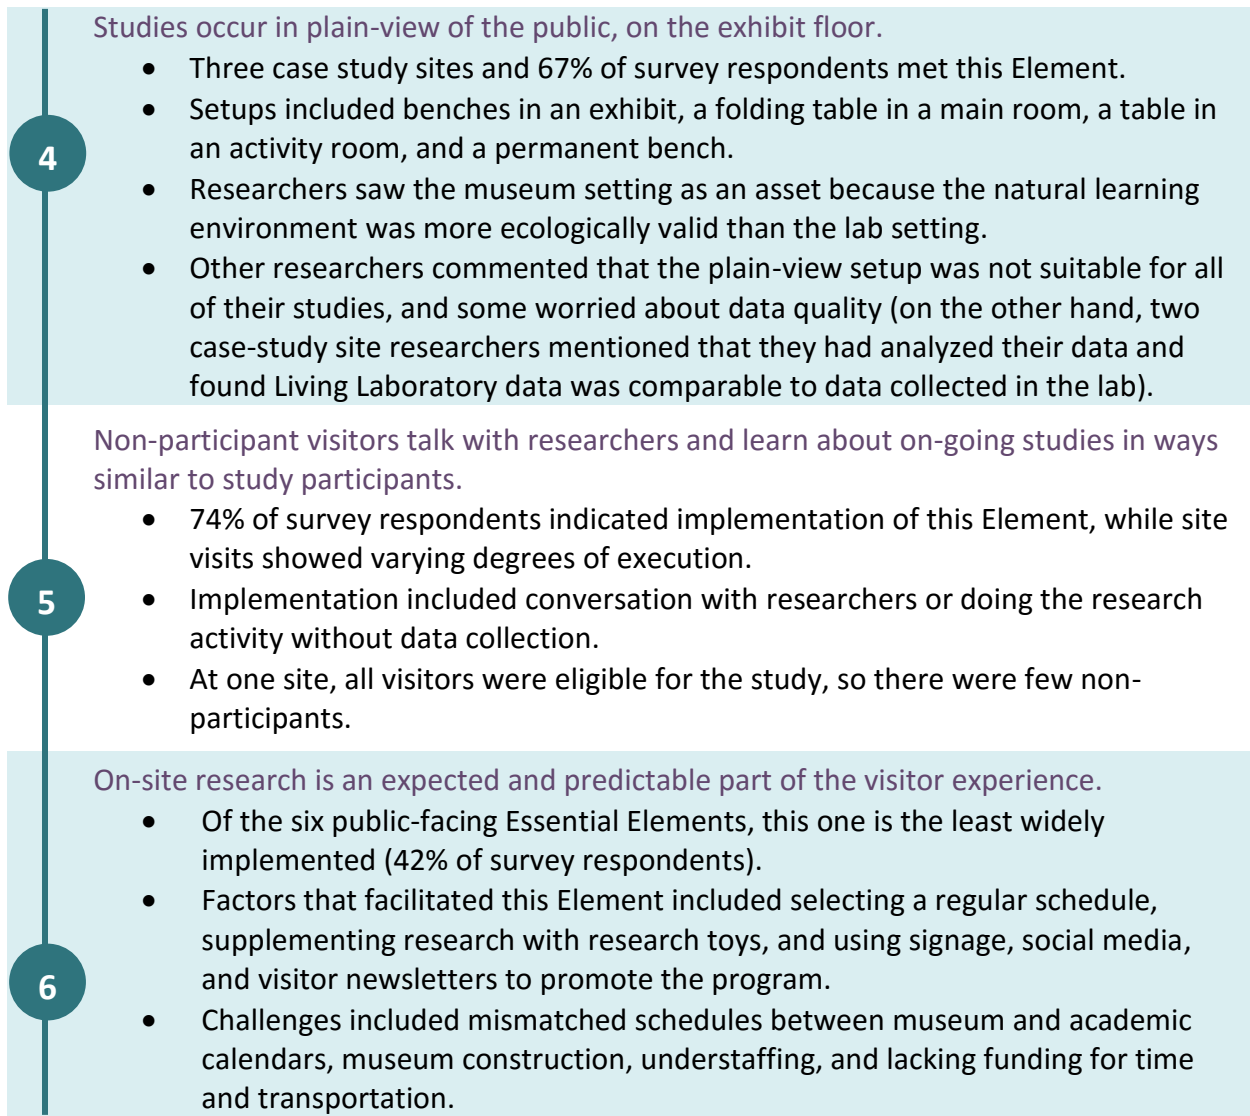 Studies occur in plain-view of the public, on the exhibit floor.
• Three case study sites and 67% of survey respondents met this Element.
• Setups included benches in an exhibit, a folding table in a main room, a table in
an activity room, and a permanent bench.
4
• Researchers saw the museum setting as an asset because the natural learning
environment was more ecologically valid than the lab setting.
• Other researchers commented that the plain-view setup was not suitable for all
of their studies, and some worried about data quality (on the other hand, two
case-study site researchers mentioned that they had analyzed their data and
found Living Laboratory data was comparable to data collected in the lab).
Non-participant visitors talk with researchers and learn about on-going studies in ways
similar to study participants.
• 74% of survey respondents indicated implementation of this Element, while site
visits showed varying degrees of execution.
5
• Implementation included conversation with researchers or doing the research
activity without data collection.
• At one site, all visitors were eligible for the study, so there were few non-
participants.
On-site research is an expected and predictable part of the visitor experience.
• Of the six public-facing Essential Elements, this one is the least widely
implemented (42% of survey respondents).
• Factors that facilitated this Element included selecting a regular schedule,
supplementing research with research toys, and using signage, social media,
and visitor newsletters to promote the program.
6
• Challenges included mismatched schedules between museum and academic
calendars, museum construction, understaffing, and lacking funding for time
and transportation.